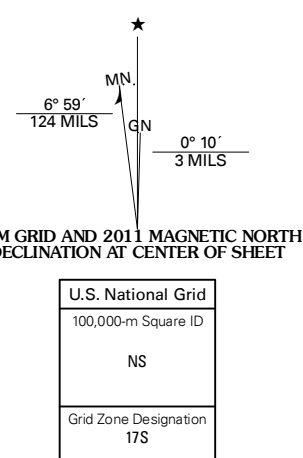 ★
MN
GN
6° 59´
124 MILS
0° 10´
3 MILS
M GRID AND 2011 MAGNETIC NORTH
DECLINATION AT CENTER OF SHEET
U.S. National Grid
100,000-m Square ID
NS
Grid Zone Designation
17S